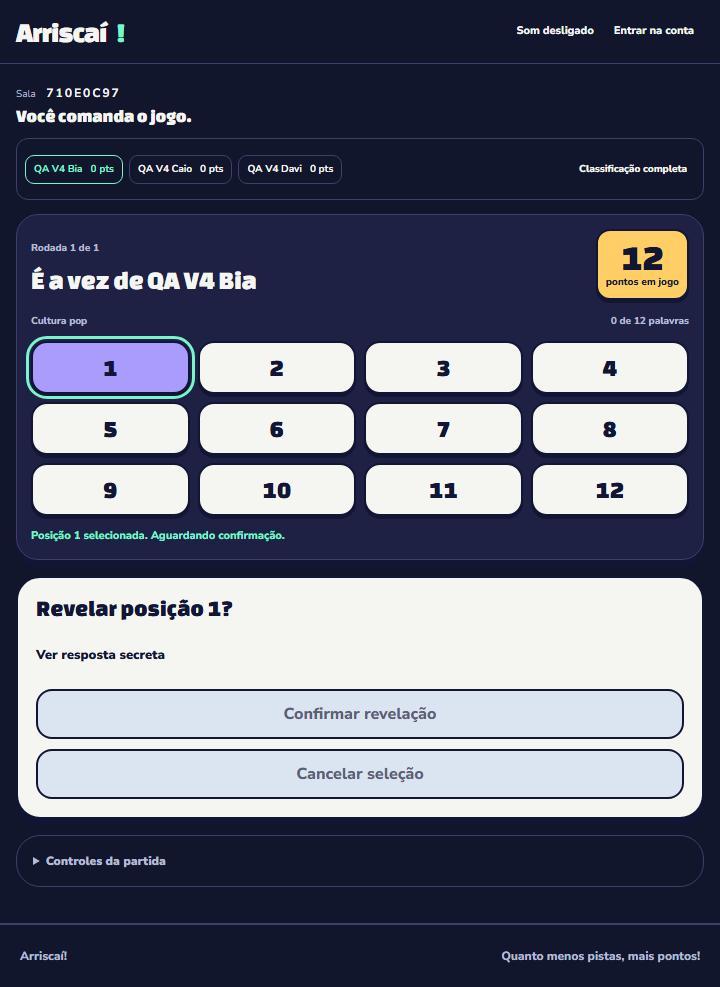 Arriscaí !
Som desligado
Entrar na conta
Sala 710E0C97
Você comanda o jogo.
QA V4 Bia 0 pts
QA V4 Caio 0 pts
QA V4 Davi 0 pts
Classificação completa
Rodada 1 de 1
É a vez de QA V4 Bia
12
pontos em jogo
Cultura pop
0 de 12 palavras
1 2 3 4
5 6 7 8
9 10 11 12
Posição 1 selecionada. Aguardando confirmação.
Revelar posição 1?
Ver resposta secreta
Confirmar revelação
Cancelar seleção
Controles da partida
Arriscaí!
Quanto menos pistas, mais pontos!